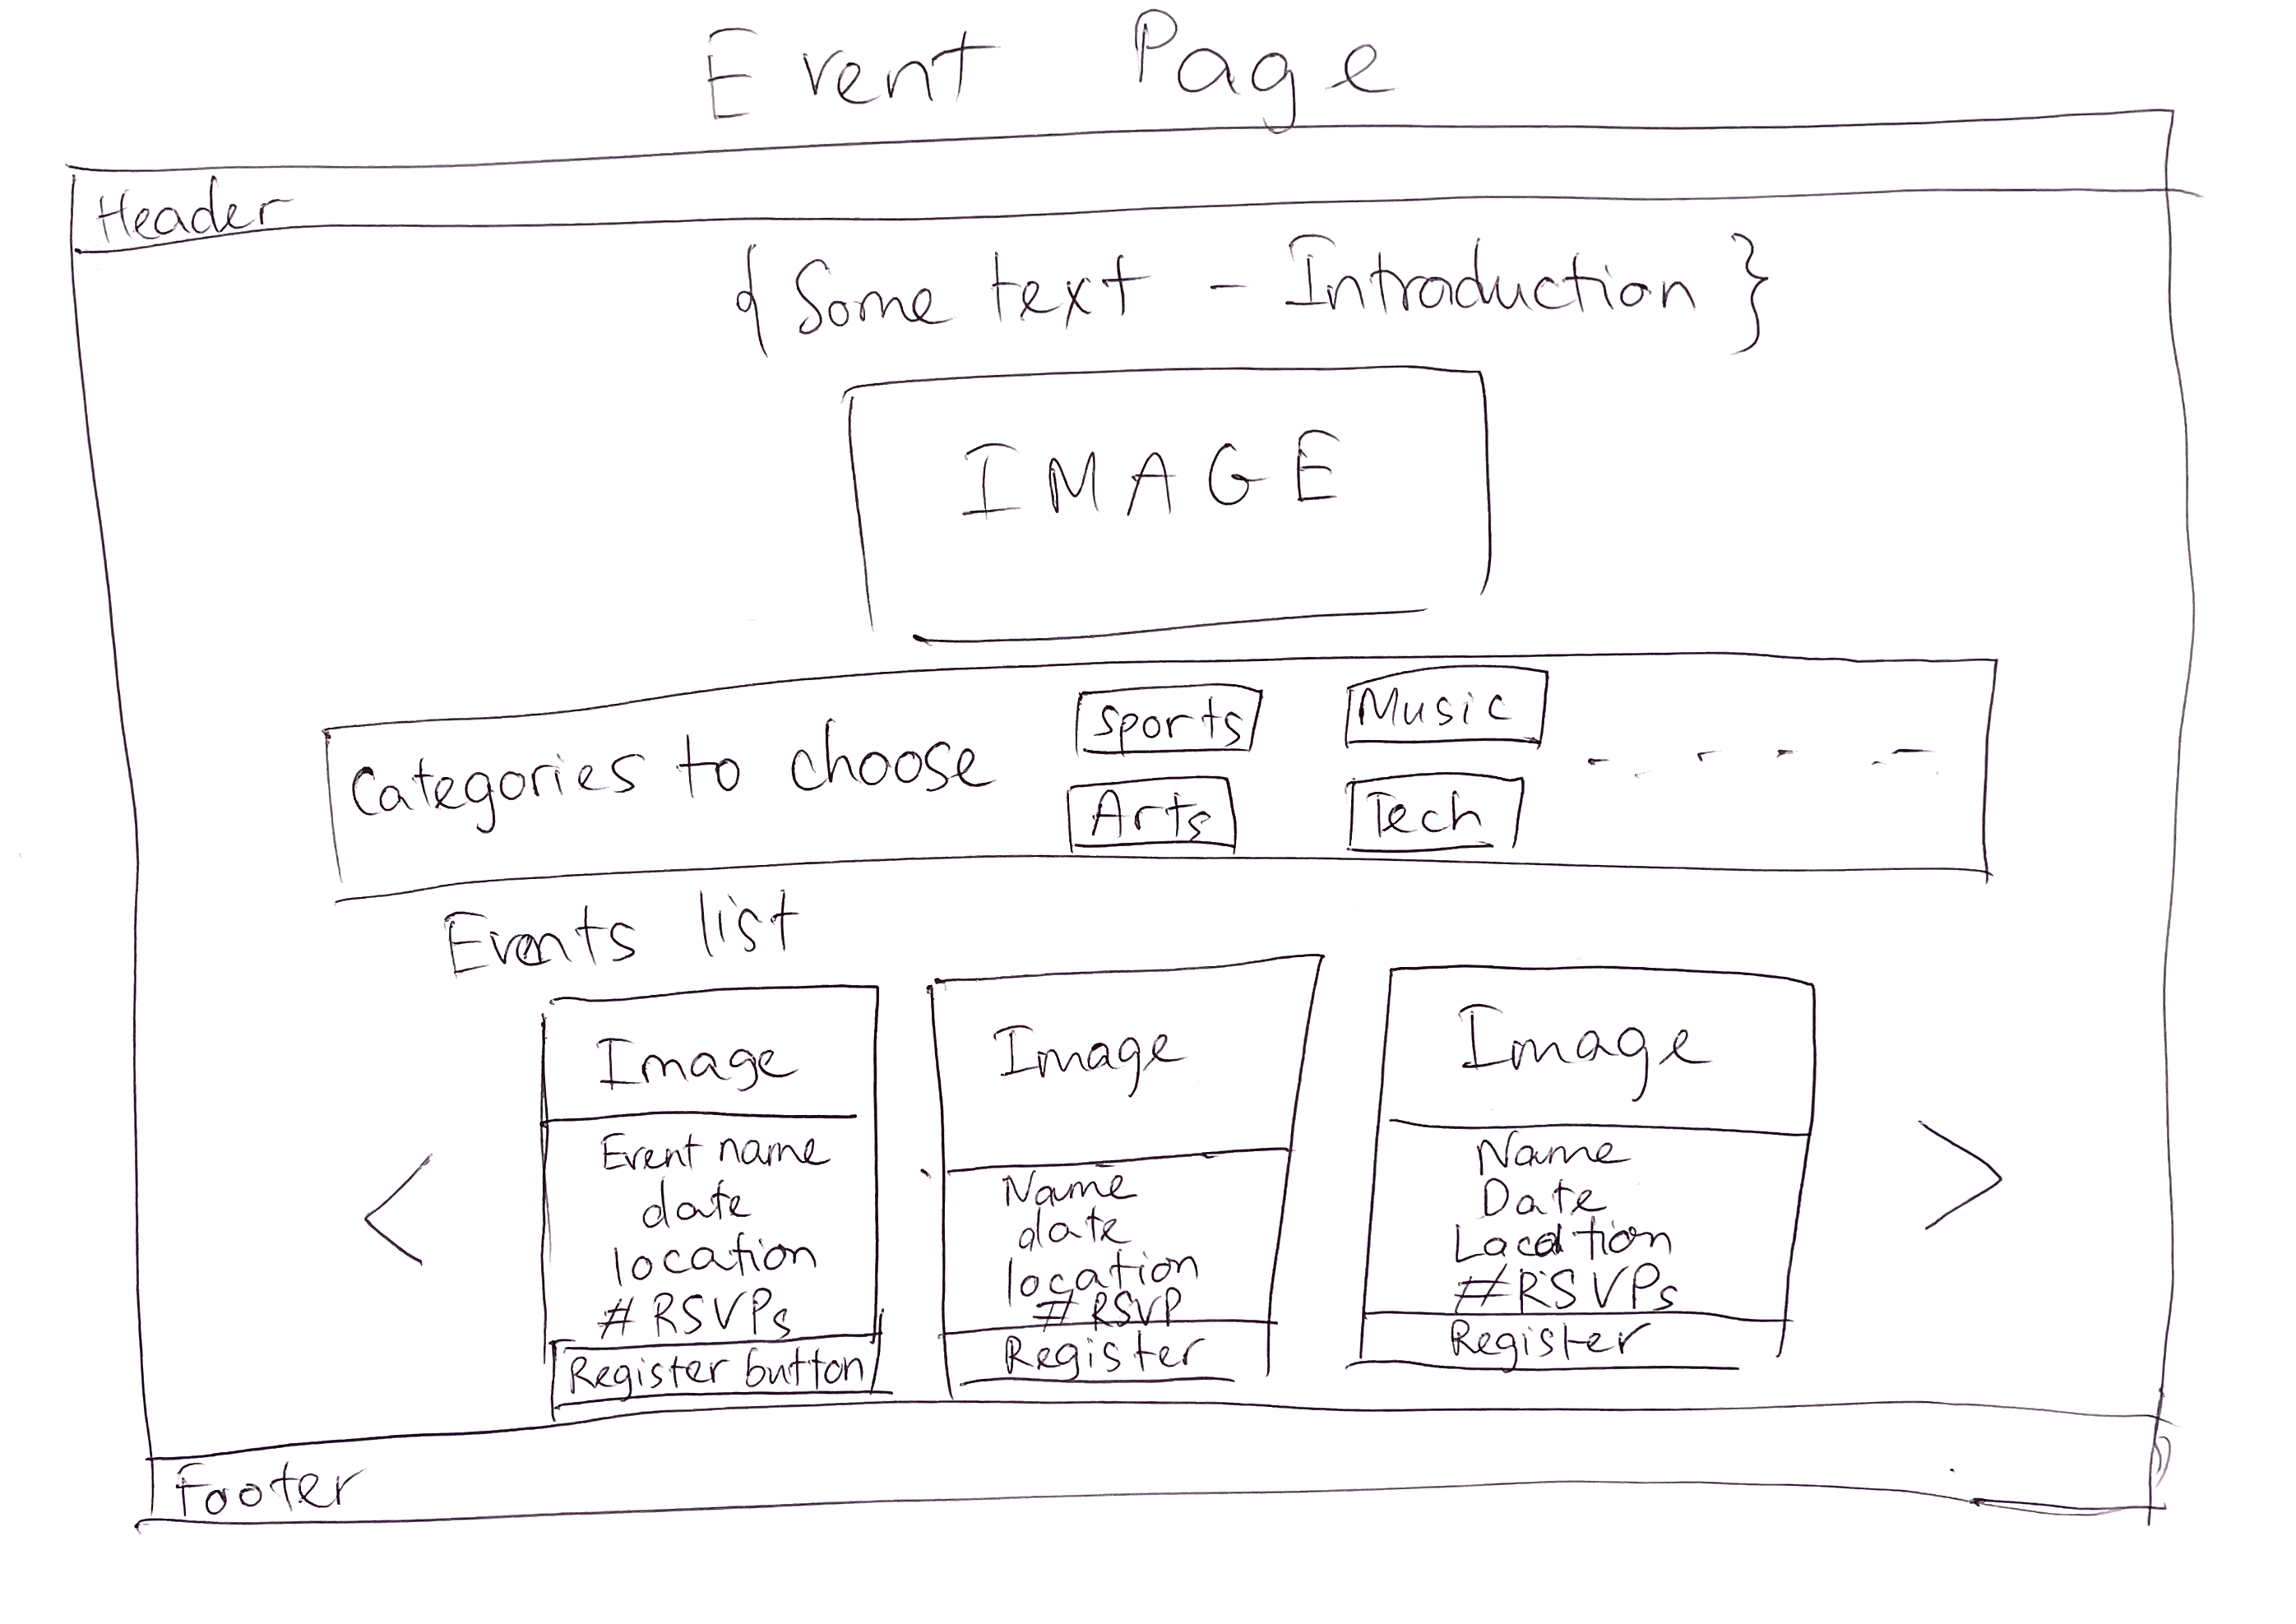 Event Page
Header
{ Some text - Introduction }
IMAGE
Categories to choose
Sports
Music
Arts
Tech
Events list
Image
Event name
date
location
# RSVPs
Register button
Image
Name
date
location
# RSVP
Register
Image
Name
Date
Location
# RSVPs
Register
<
>
Footer